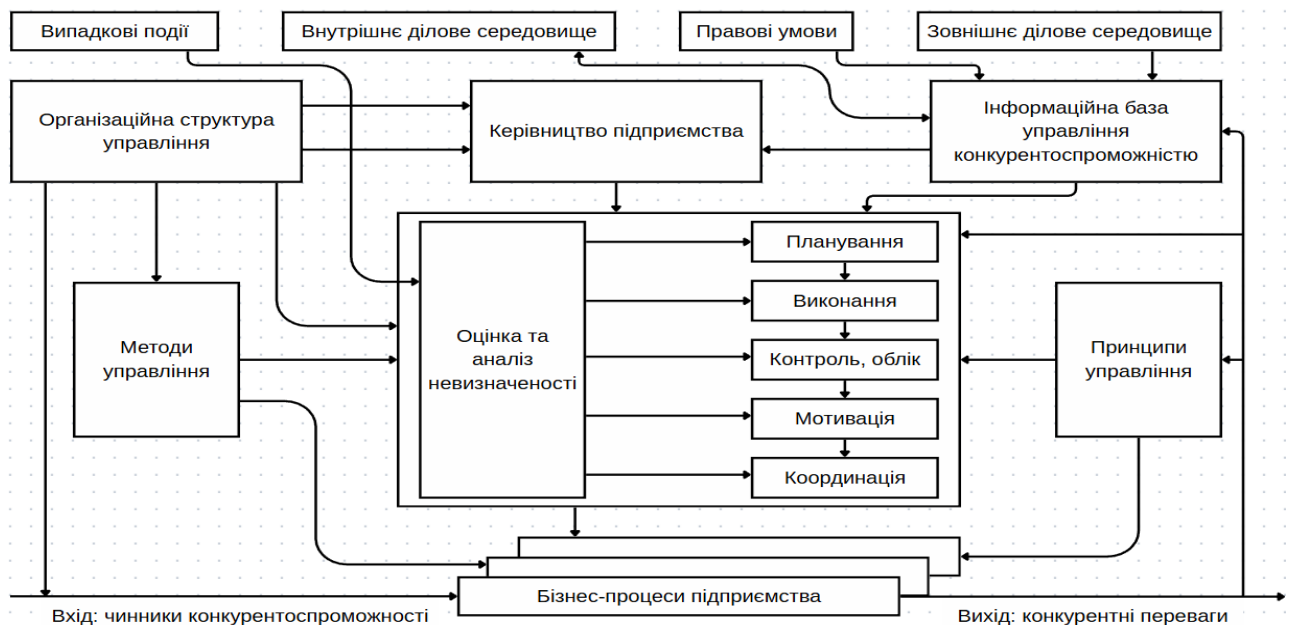 Випадкові події
Внутрішнє ділове середовище
Правові умови
Зовнішнє ділове середовище
Організаційна структура
управління
Керівництво підприємства
Інформаційна база
управління
конкурентоспроможністю
Методи
управління
Оцінка та
аналіз
невизначеності
Планування
Виконання
Контроль, облік
Мотивація
Координація
Принципи
управління
Бізнес-процеси підприємства
Вхід: чинники конкурентоспроможності
Вихід: конкурентні переваги